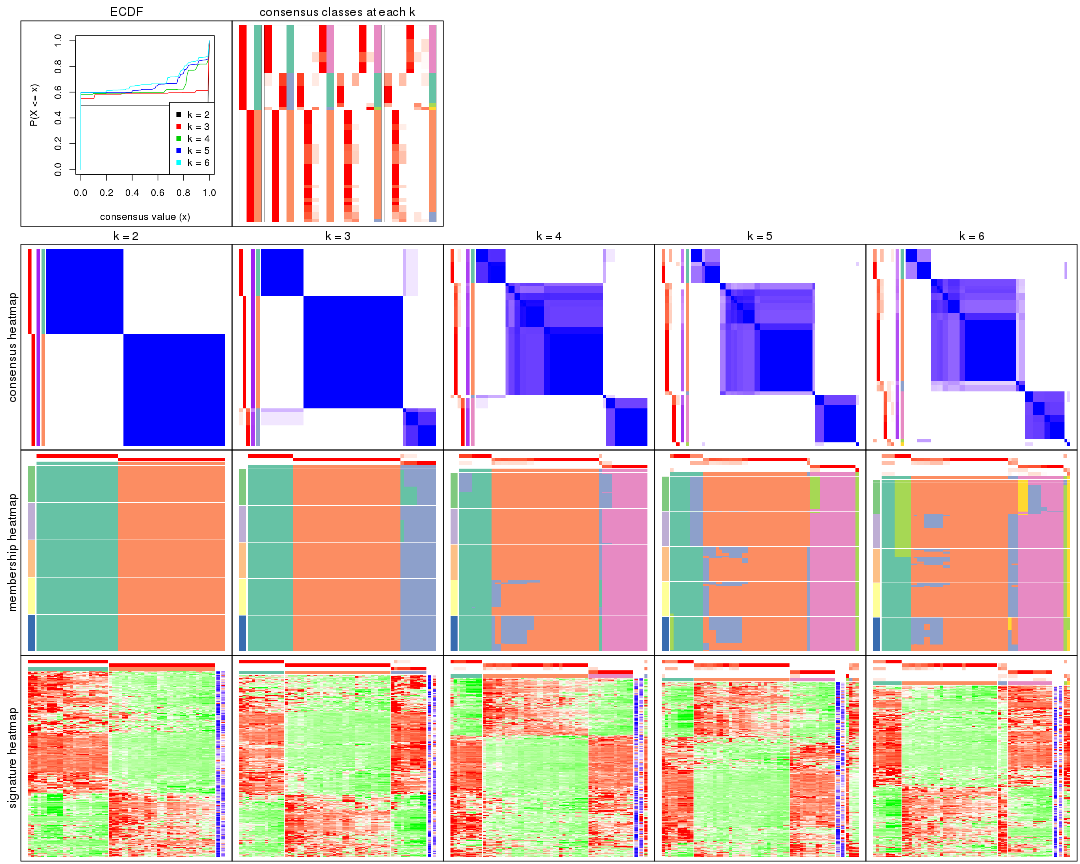 ECDF
consensus classes at each k
P(X <= x)
0.0 0.2 0.4 0.6 0.8 1.0
k = 2
k = 3
k = 4
k = 5
k = 6
0.0 0.2 0.4 0.6 0.8 1.0
consensus value (x)
k = 2
k = 3
k = 4
k = 5
k = 6
consensus heatmap
membership heatmap
signature heatmap